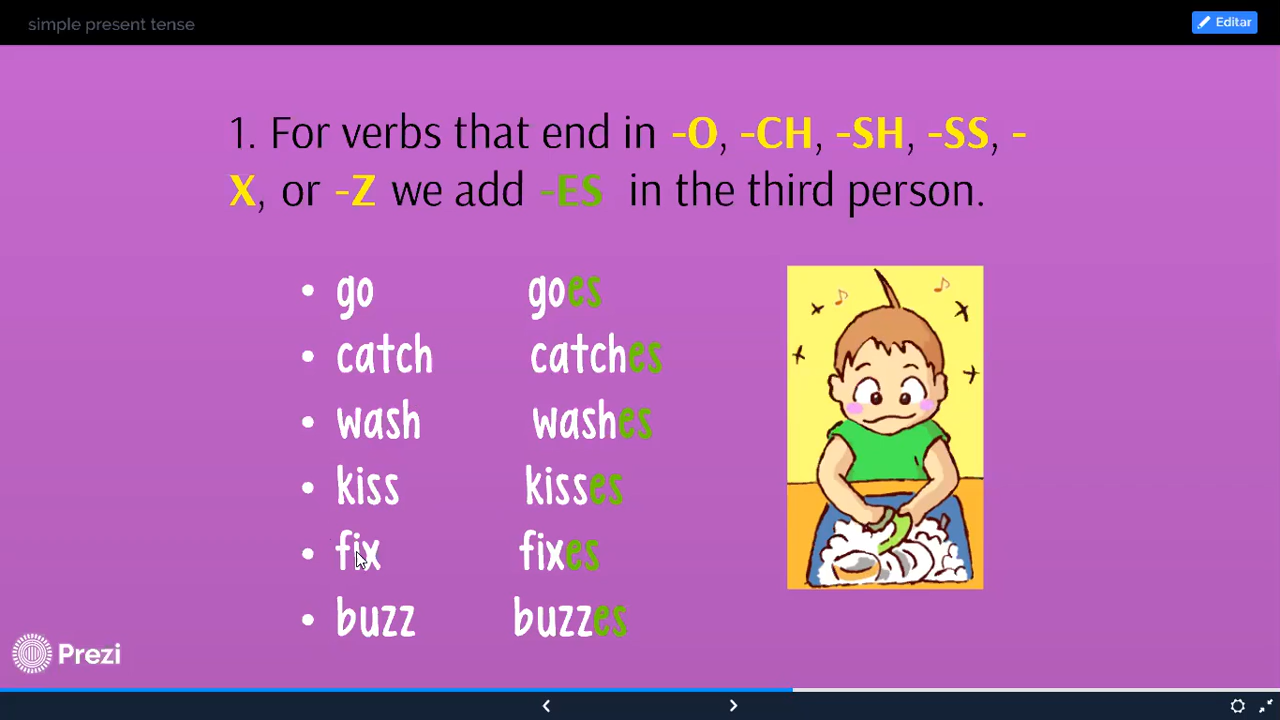 simple present tense
Editar
1. For verbs that end in -O, -CH, -SH, -SS, -
X, or -Z we add -ES in the third person.
• go goes
• catch catches
• wash washes
• kiss kisses
• fix fixes
• buzz buzzes
Prezi